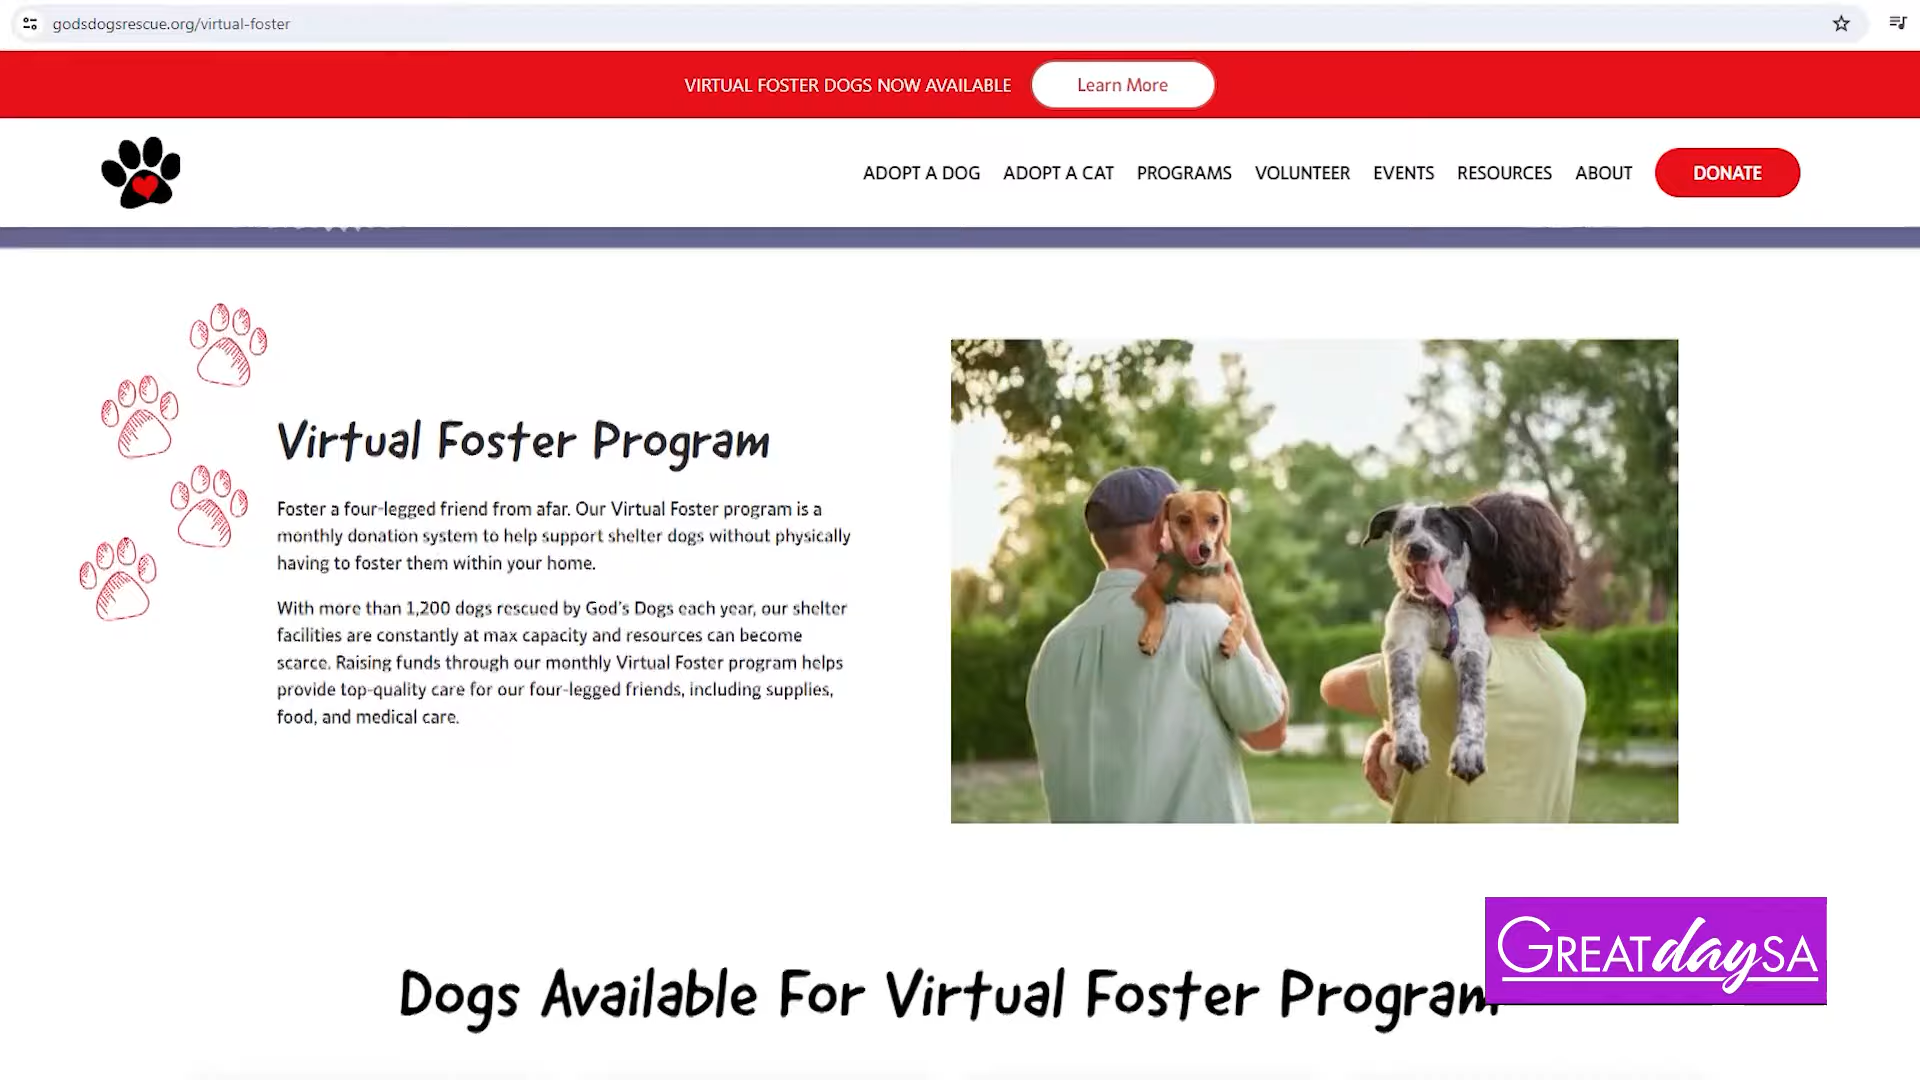 godsdogsrescue.org/virtual-foster
VIRTUAL FOSTER DOGS NOW AVAILABLE
Learn More
ADOPT A DOG
ADOPT A CAT
PROGRAMS
VOLUNTEER
EVENTS
RESOURCES
ABOUT
DONATE
Virtual Foster Program
Foster a four-legged friend from afar. Our Virtual Foster program is a
monthly donation system to help support shelter dogs without physically
having to foster them within your home.
With more than 1,200 dogs rescued by God's Dogs each year, our shelter
facilities are constantly at max capacity and resources can become
scarce. Raising funds through our monthly Virtual Foster program helps
provide top-quality care for our four-legged friends, including supplies,
food, and medical care.
Dogs Available For Virtual Foster Program
GREATdaySA